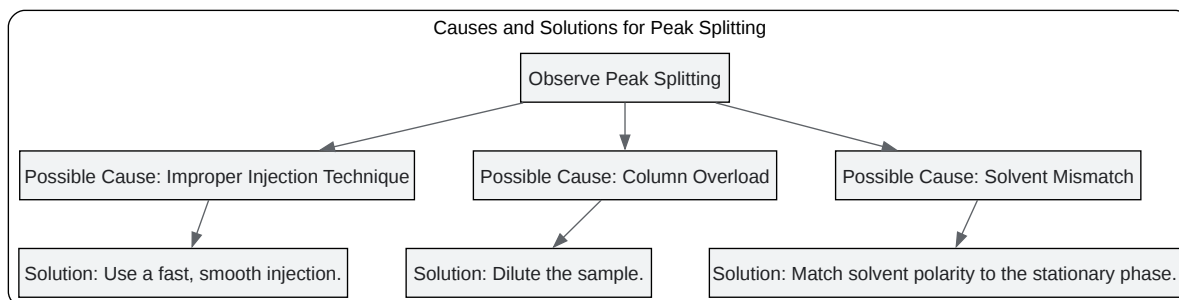 Causes and Solutions for Peak Splitting
Observe Peak Splitting
Possible Cause: Improper Injection Technique
Possible Cause: Column Overload
Possible Cause: Solvent Mismatch
Solution: Use a fast, smooth injection.
Solution: Dilute the sample.
Solution: Match solvent polarity to the stationary phase.